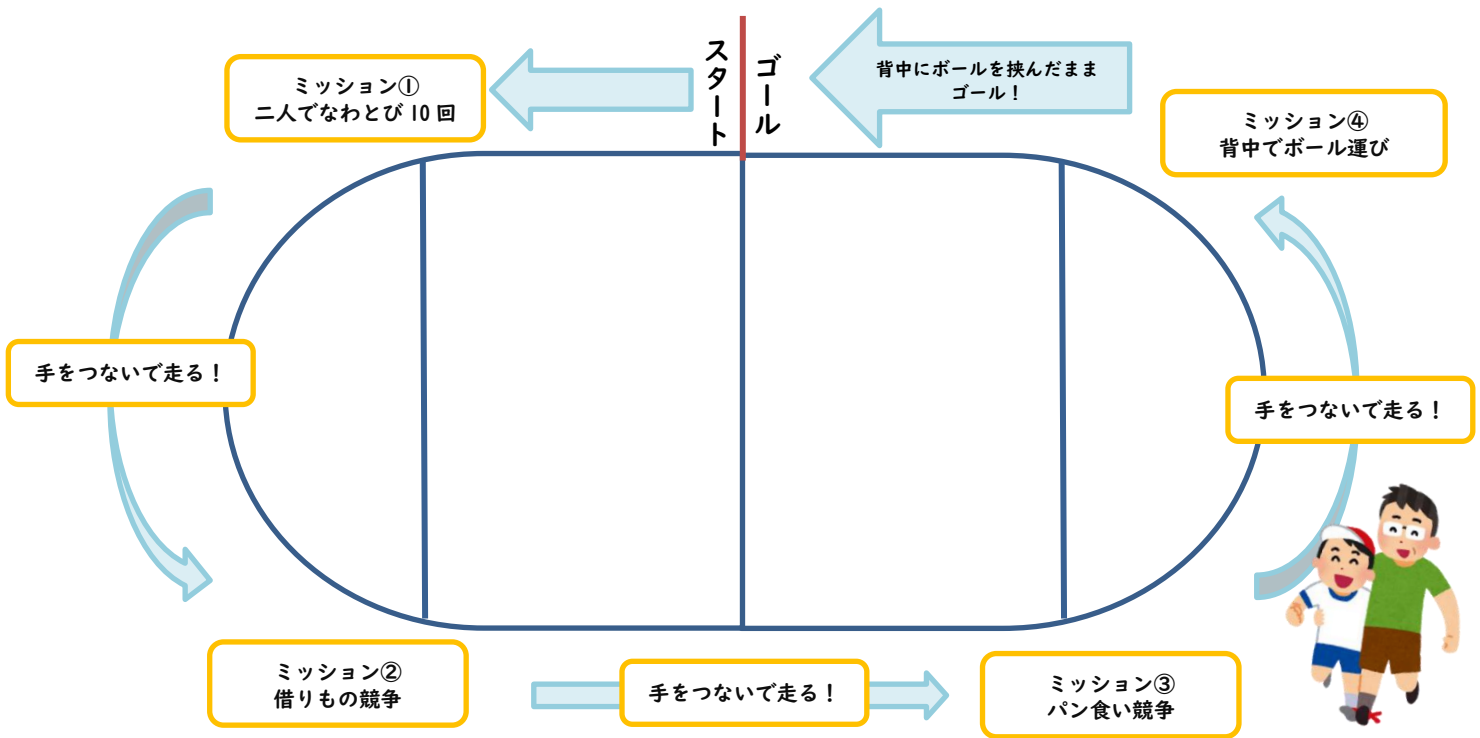 スタート
ゴール
ミッション①
二人でなわとび10回
手をつないで走る！
ミッション②
借りもの競争
手をつないで走る！
ミッション③
パン食い競争
手をつないで走る！
ミッション④
背中でボール運び
背中にボールを挟んだまま
ゴール！